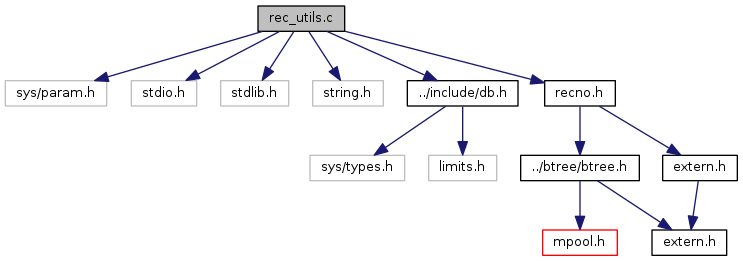 rec_utils.c
sys/param.h
stdio.h
stdlib.h
string.h
../include/db.h
recno.h
sys/types.h
limits.h
../btree/btree.h
extern.h
mpool.h
extern.h